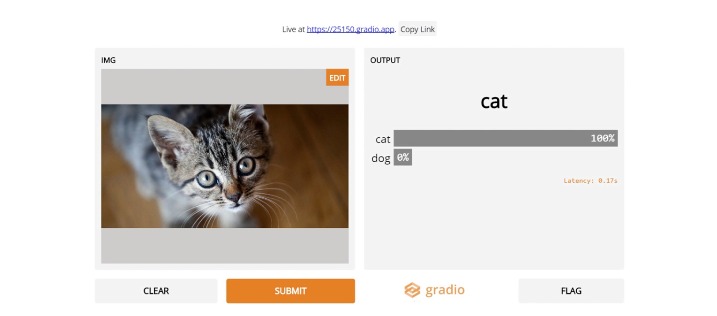 Live at https://25150.gradio.app. Copy Link
IMG
EDIT
OUTPUT
cat
cat 100%
dog 0%
Latency: 0.17s
CLEAR
SUBMIT
gradio
FLAG